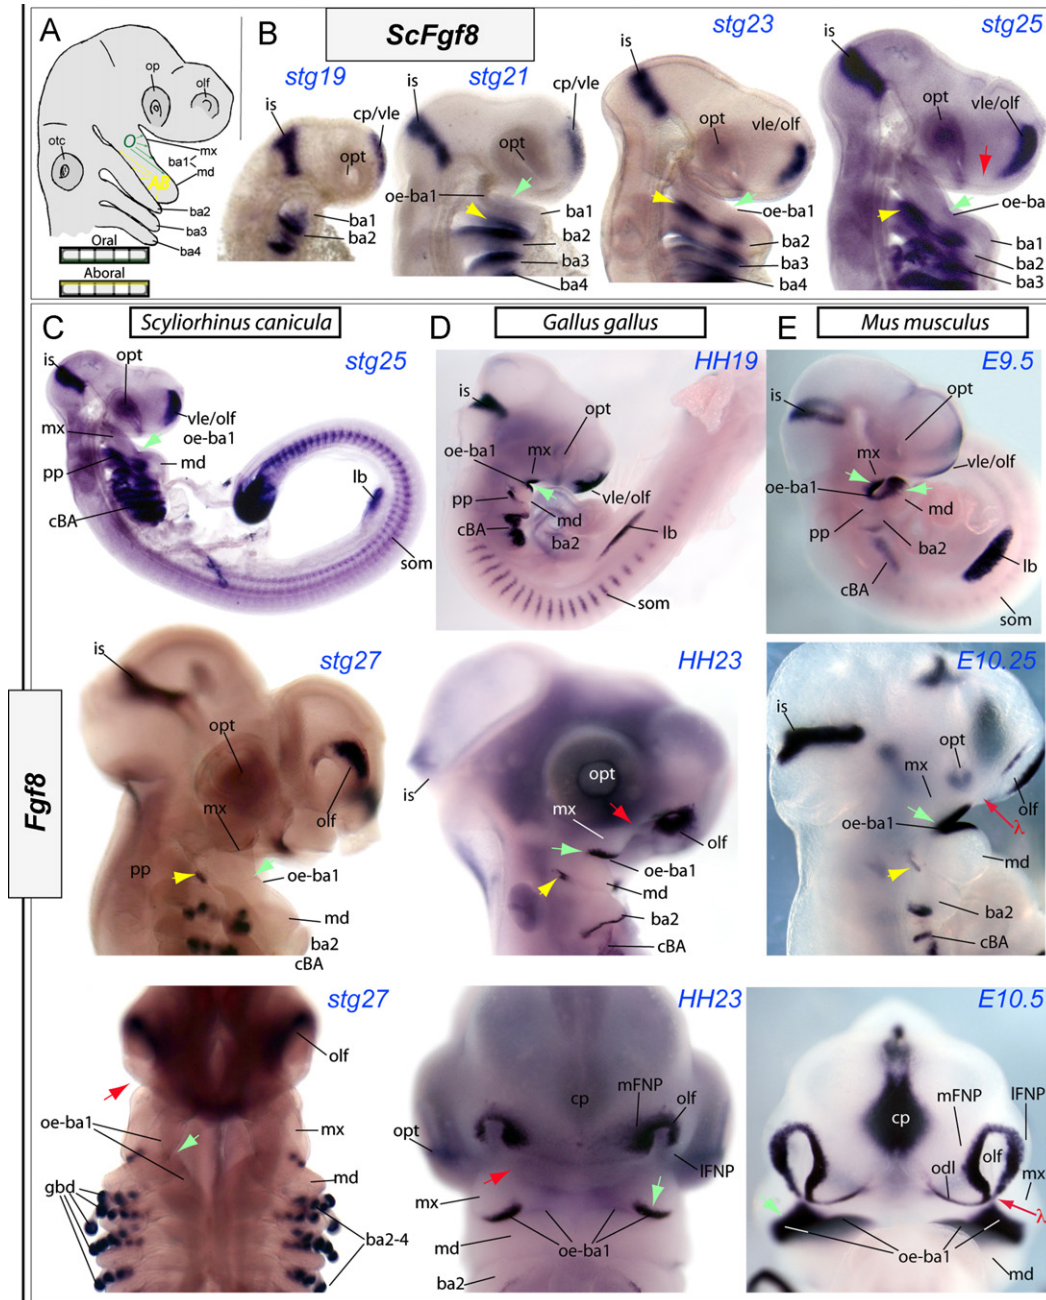 A
op
olf
otc
O
AB
mx
ba1
md
ba2
ba3
ba4
Oral
Aboral
B
ScFgf8
stg19
is
cp/vle
opt
ba1
ba2
stg21
is
cp/vle
opt
oe-ba1
ba1
ba2
ba3
ba4
stg23
is
opt
vle/olf
oe-ba1
ba2
ba3
stg25
is
opt
vle/olf
oe-ba
ba1
ba2
ba3
Fgf8
C
Scyliorhinus canicula
stg25
is
opt
vle/olf
oe-ba1
mx
md
pp
cBA
lb
som
D
Gallus gallus
HH19
is
opt
oe-ba1
mx
pp
vle/olf
md
cBA
ba2
lb
som
E
Mus musculus
E9.5
is
opt
mx
vle/olf
oe-ba1
md
pp
ba2
cBA
lb
som
stg27
is
opt
mx
olf
pp
oe-ba1
md
ba2
cBA
HH23
is
opt
mx
olf
oe-ba1
md
ba2
cBA
E10.25
is
opt
mx
olf
λ
oe-ba1
md
ba2
cBA
stg27
olf
oe-ba1
mx
md
gbd
ba2-4
HH23
cp
mFNP
olf
opt
lFNP
mx
md
oe-ba1
ba2
E10.5
cp
mFNP
lFNP
olf
odl
mx
λ
oe-ba1
md